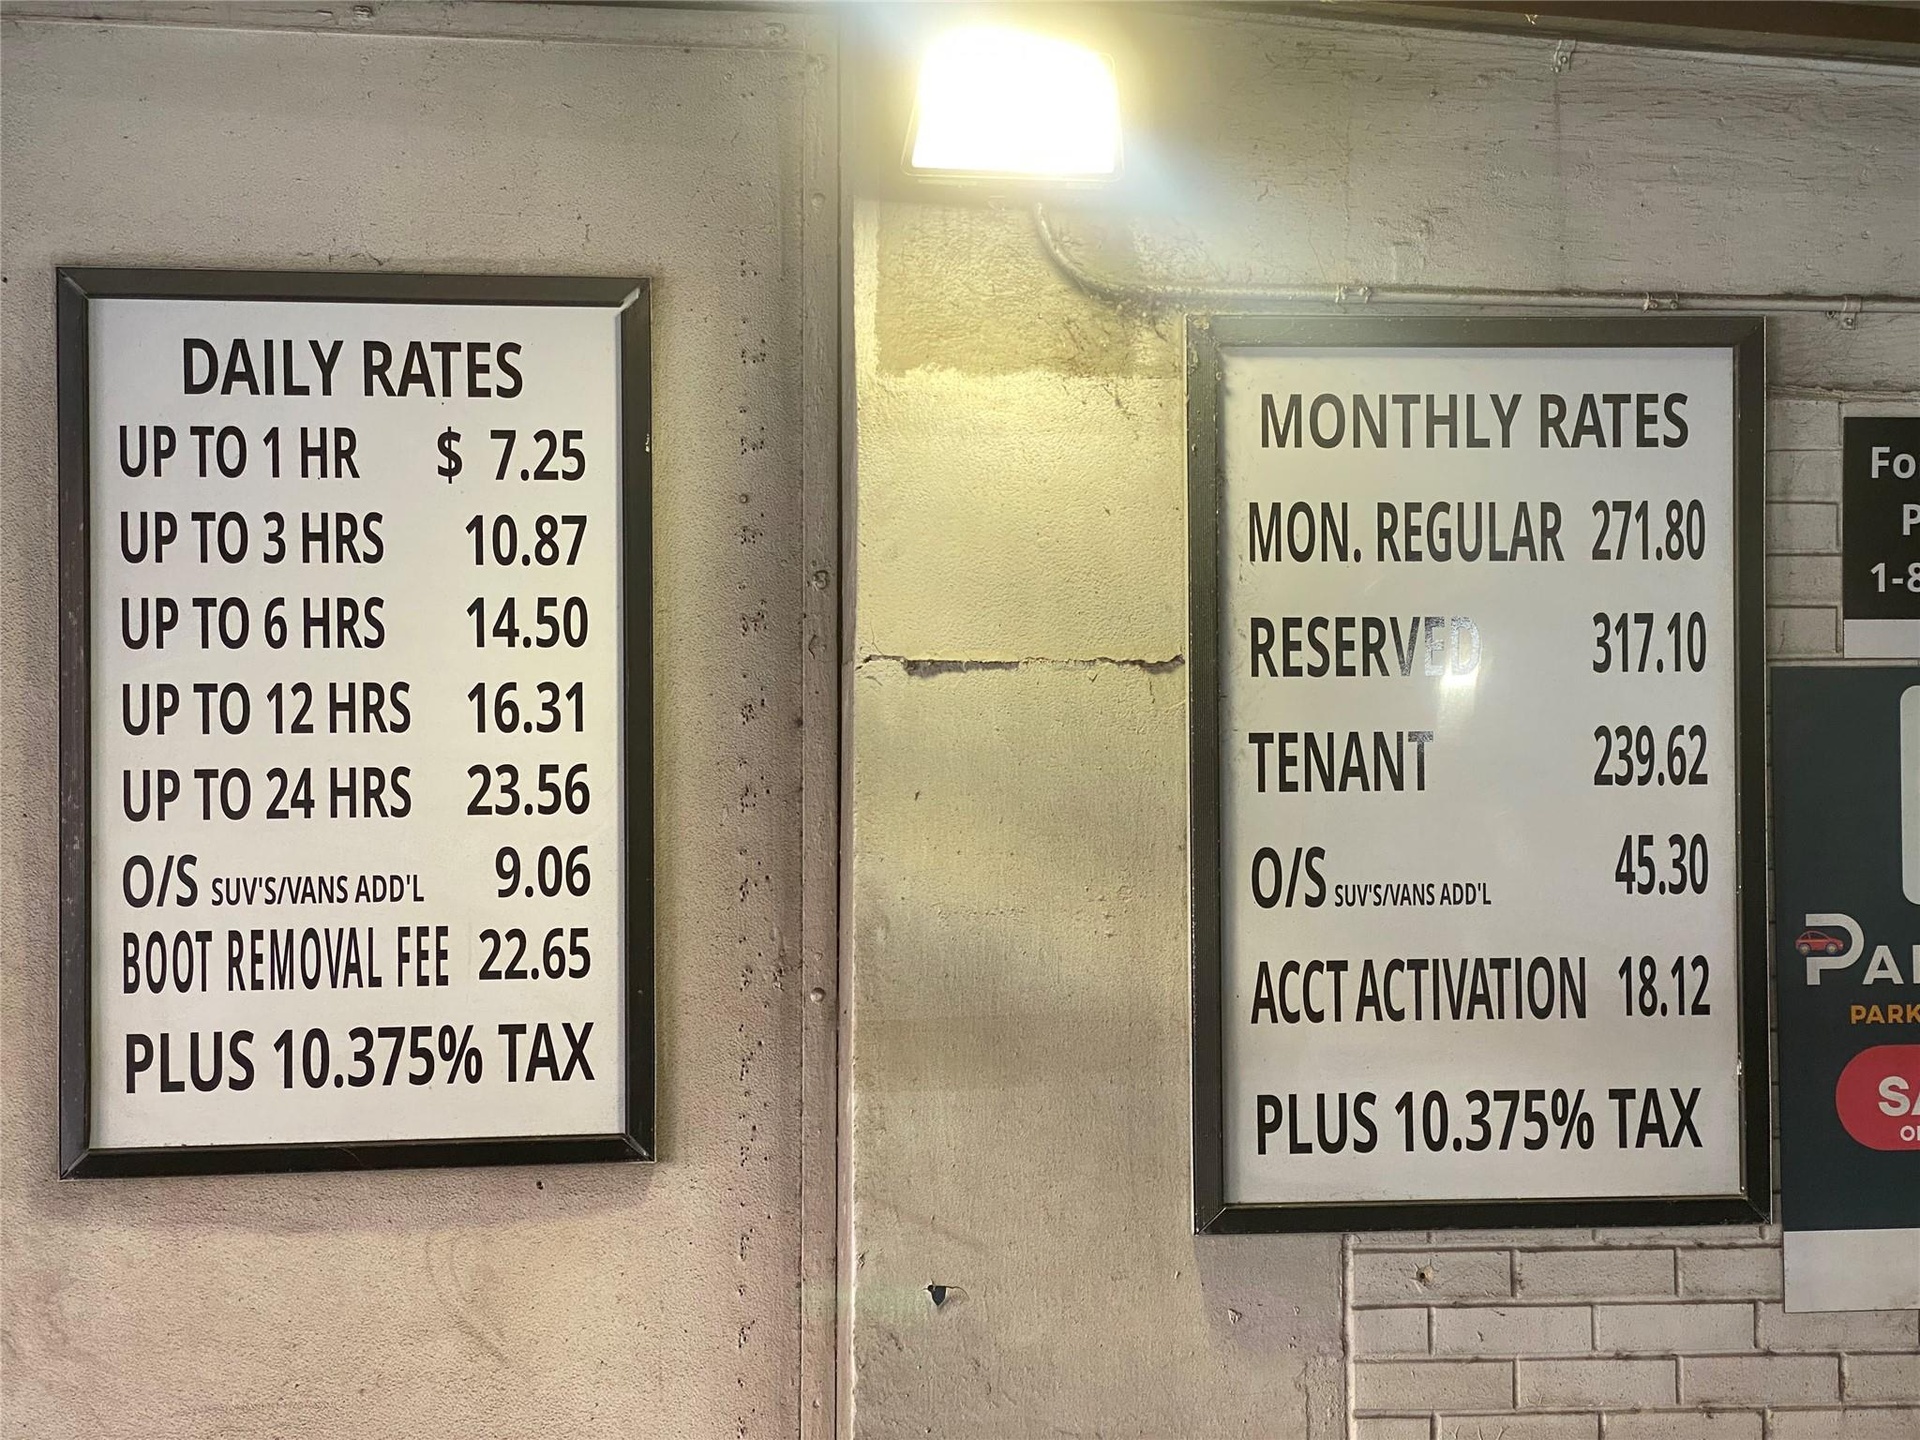 DAILY RATES
UP TO 1 HR $ 7.25
UP TO 3 HRS 10.87
UP TO 6 HRS 14.50
UP TO 12 HRS 16.31
UP TO 24 HRS 23.56
O/S SUV'S/VANS ADD'L 9.06
BOOT REMOVAL FEE 22.65
PLUS 10.375% TAX
MONTHLY RATES
MON. REGULAR 271.80
RESERVED 317.10
TENANT 239.62
O/S SUV'S/VANS ADD'L 45.30
ACCT ACTIVATION 18.12
PLUS 10.375% TAX
PARK